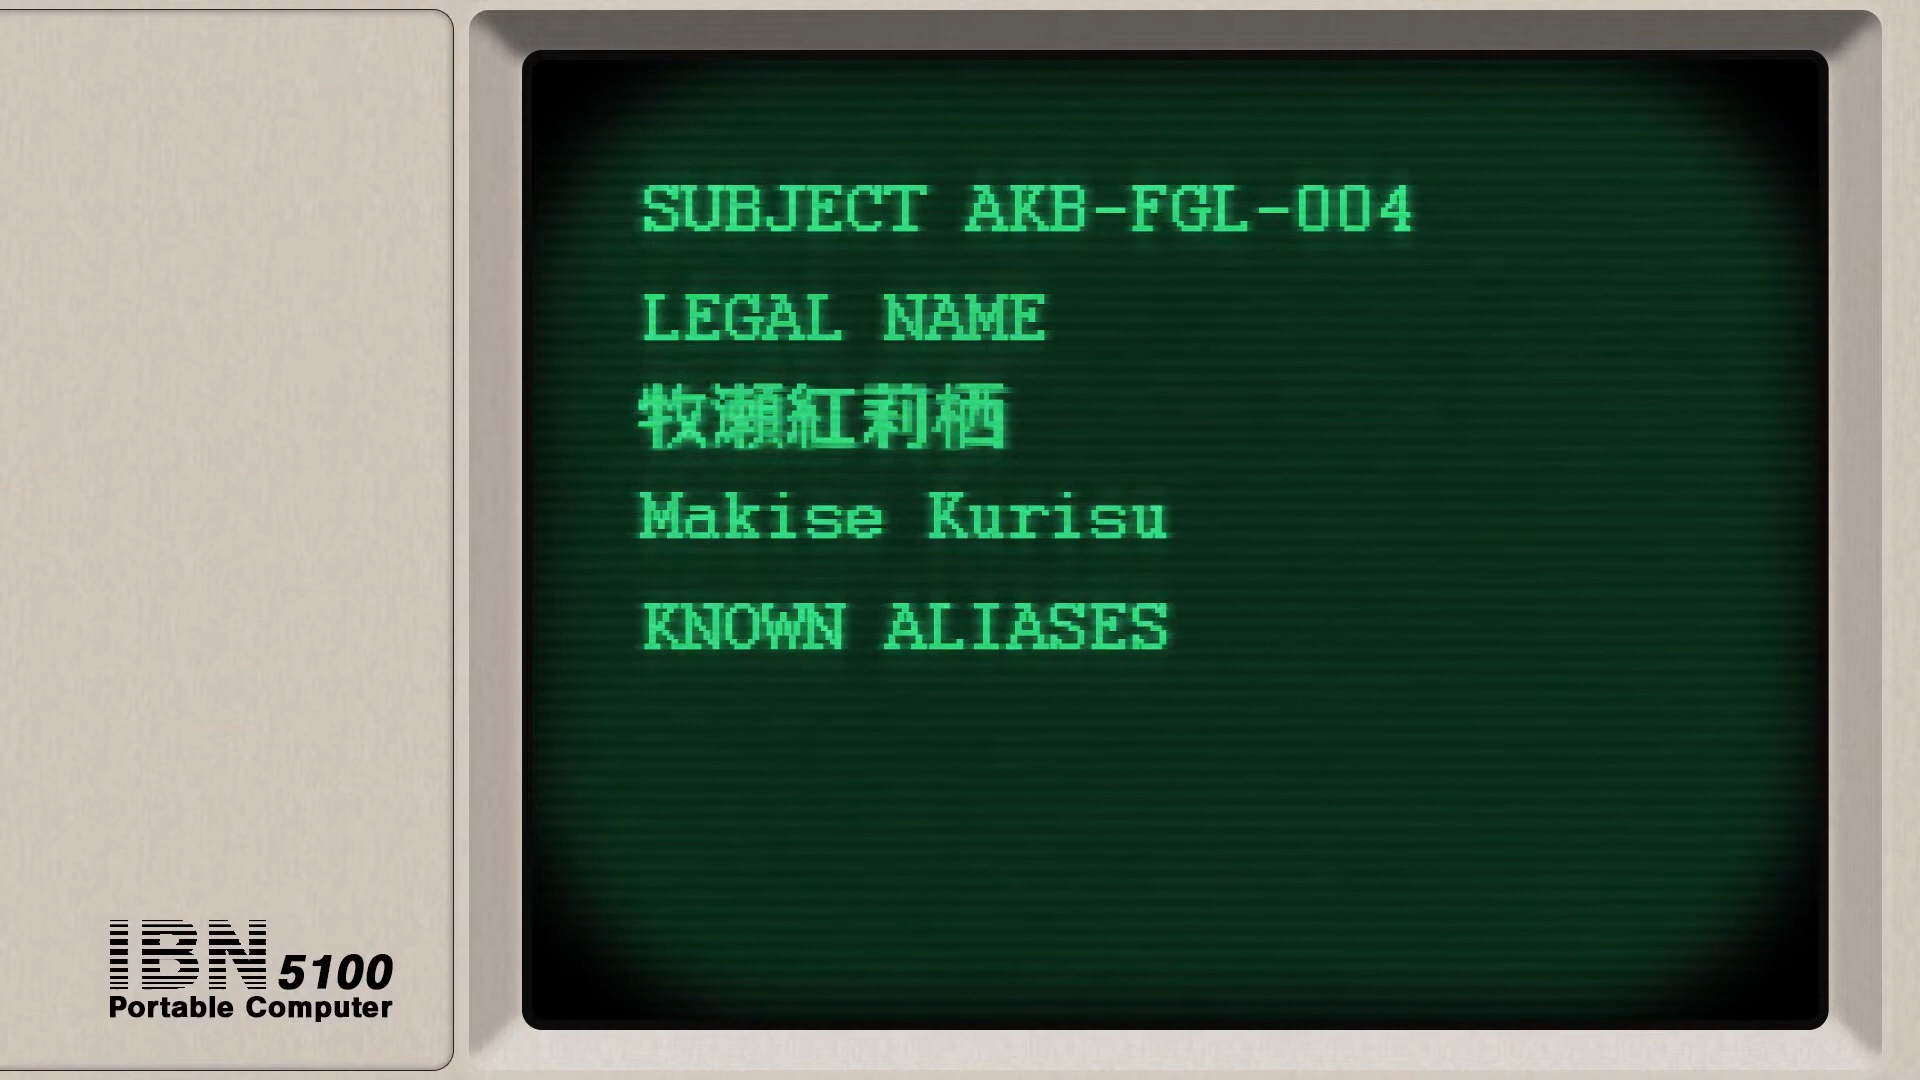 SUBJECT AKB-FGL-004
LEGAL NAME
牧瀬紅莉栖
Makise Kurisu
KNOWN ALIASES
IBN 5100
Portable Computer